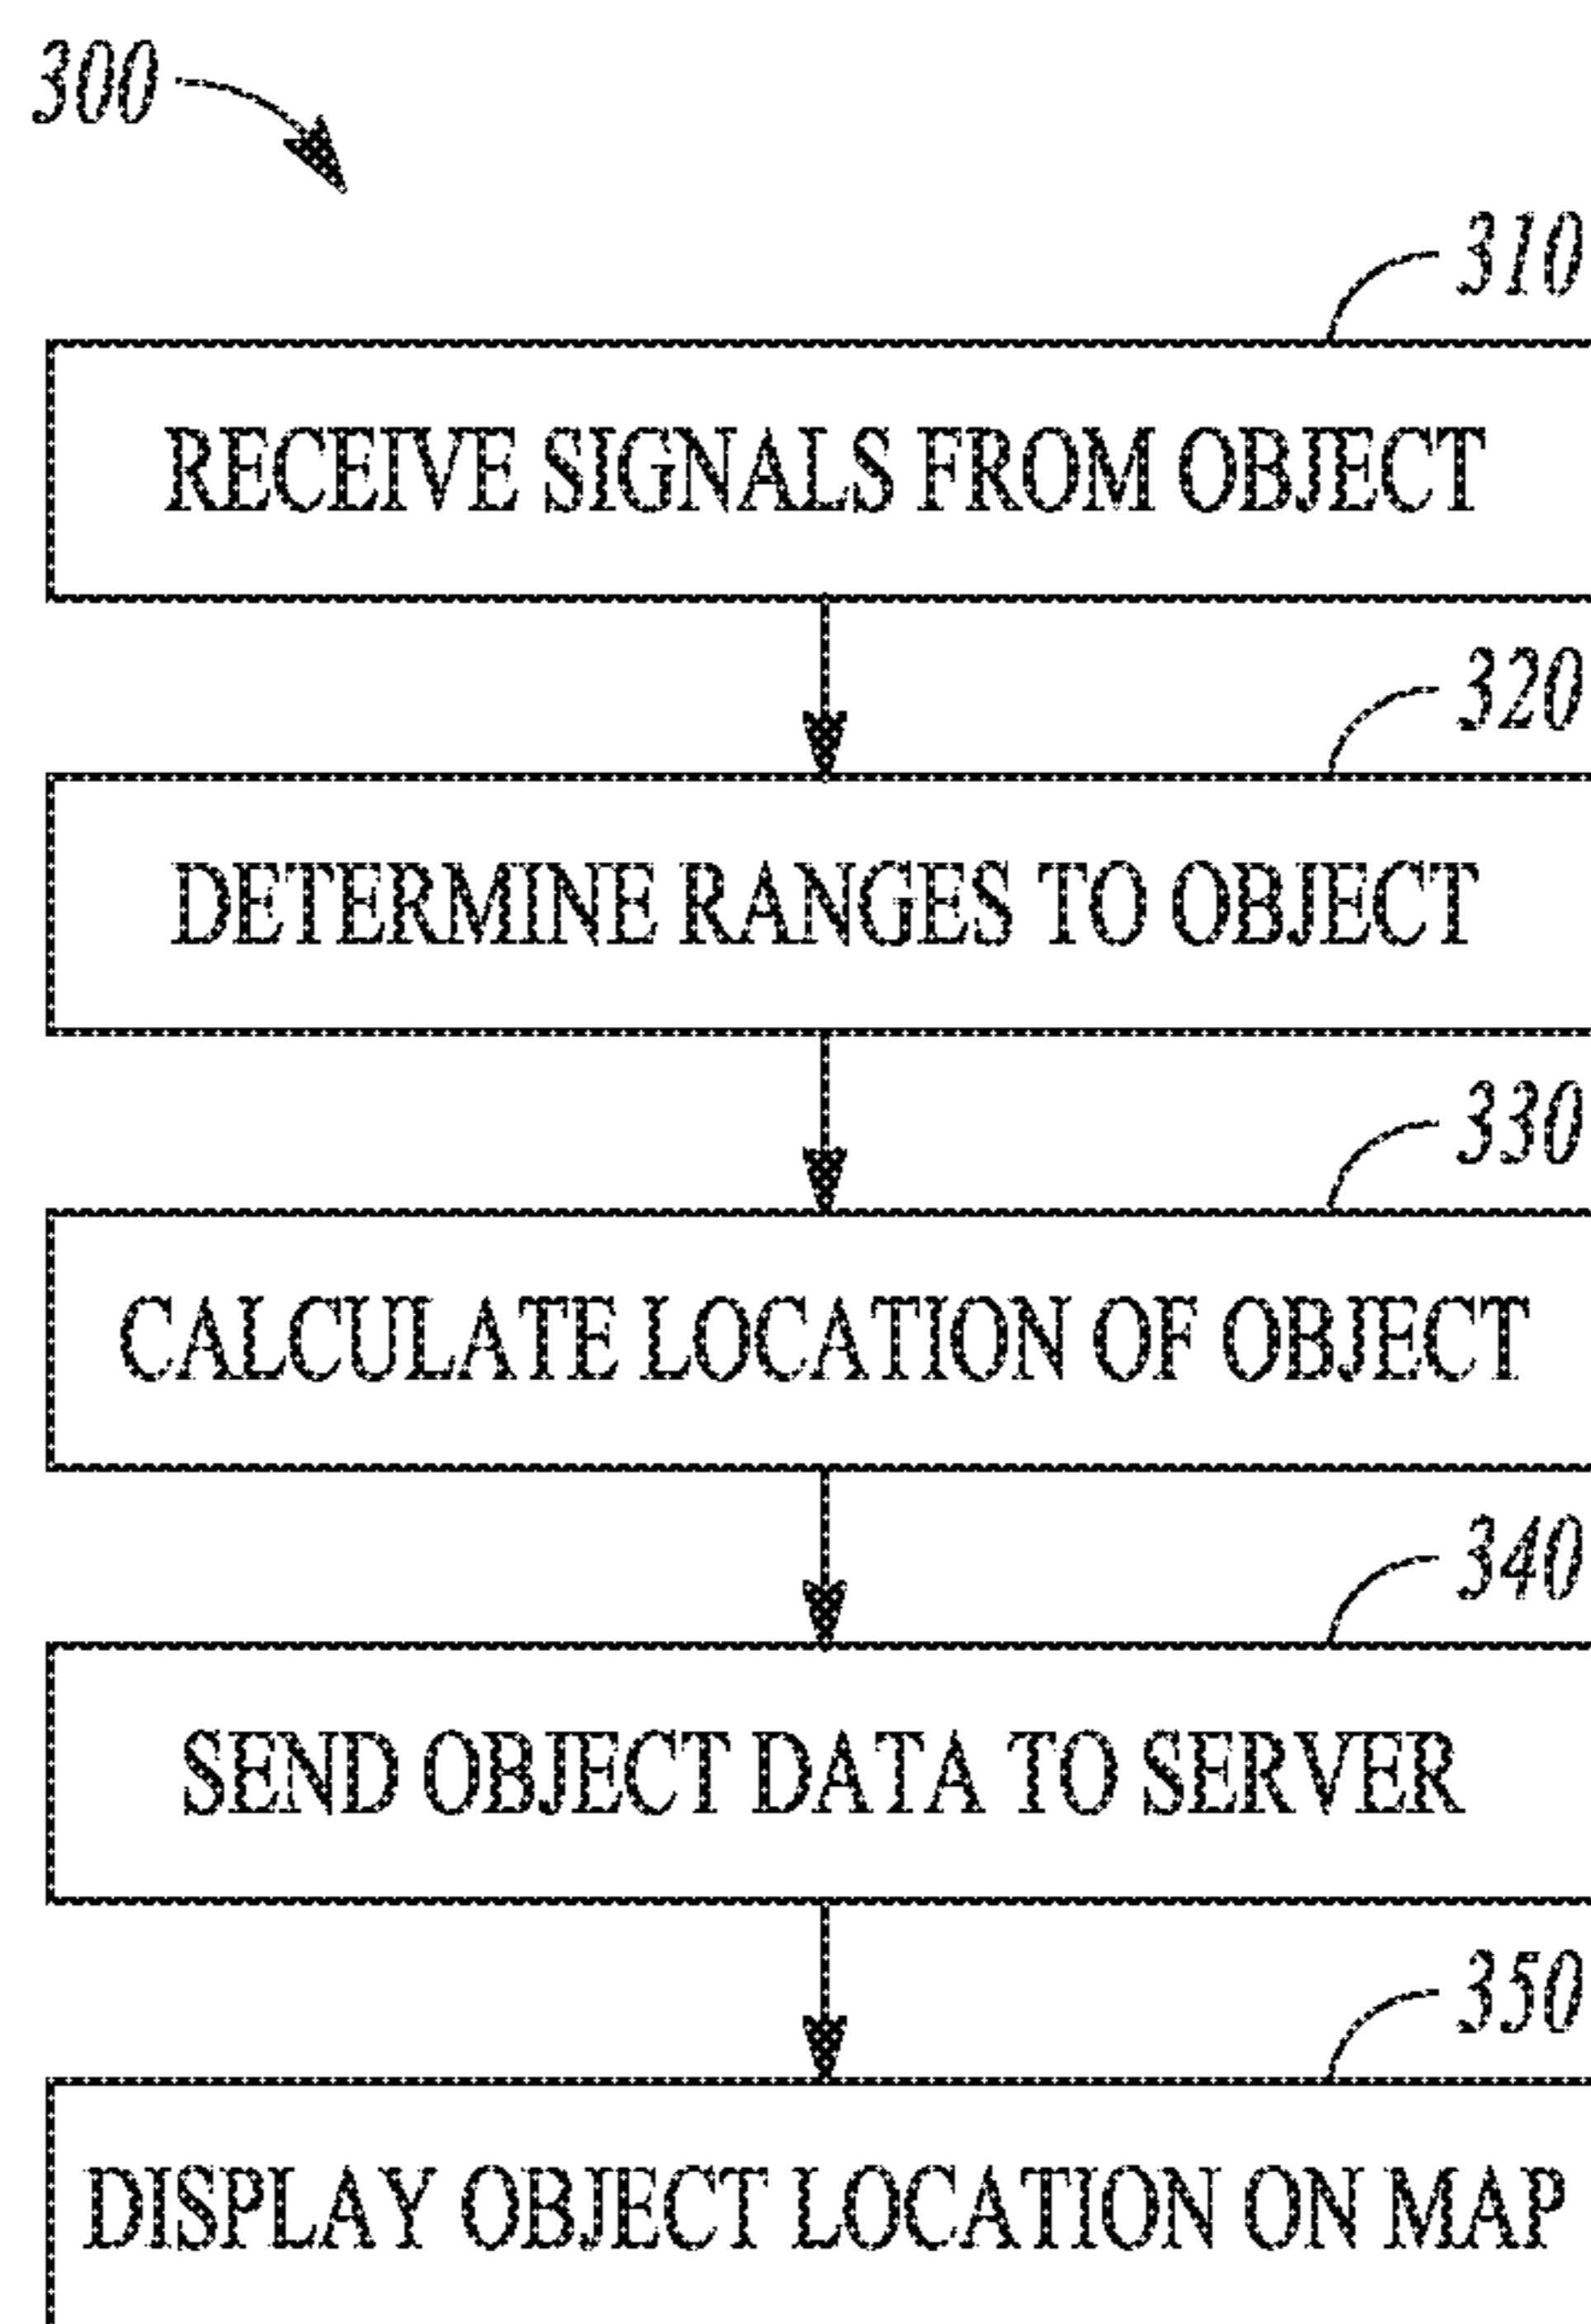 300
310
RECEIVE SIGNALS FROM OBJECT
320
DETERMINE RANGES TO OBJECT
330
CALCULATE LOCATION OF OBJECT
340
SEND OBJECT DATA TO SERVER
350
DISPLAY OBJECT LOCATION ON MAP